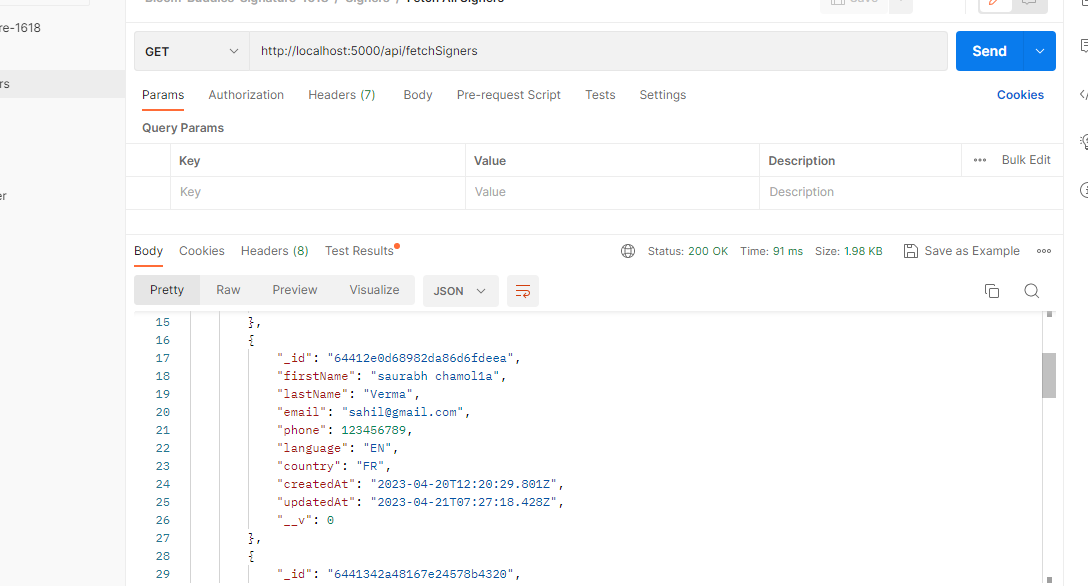 re-1618
Save
GET http://localhost:5000/api/fetchSigners Send
rs
Params Authorization Headers (7) Body Pre-request Script Tests Settings Cookies
Query Params
Key Value Description ••• Bulk Edit
Key Value Description
er
Body Cookies Headers (8) Test Results Status: 200 OK Time: 91 ms Size: 1.98 KB Save as Example •••
Pretty Raw Preview Visualize JSON
15 },
16 {
17 "_id": "64412e0d68982da86d6fdeea",
18 "firstName": "saurabh chamol1a",
19 "lastName": "Verma",
20 "email": "sahil@gmail.com",
21 "phone": 123456789,
22 "language": "EN",
23 "country": "FR",
24 "createdAt": "2023-04-20T12:20:29.801Z",
25 "updatedAt": "2023-04-21T07:27:18.428Z",
26 "__v": 0
27 },
28 {
29 "_id": "6441342a48167e24578b4320",